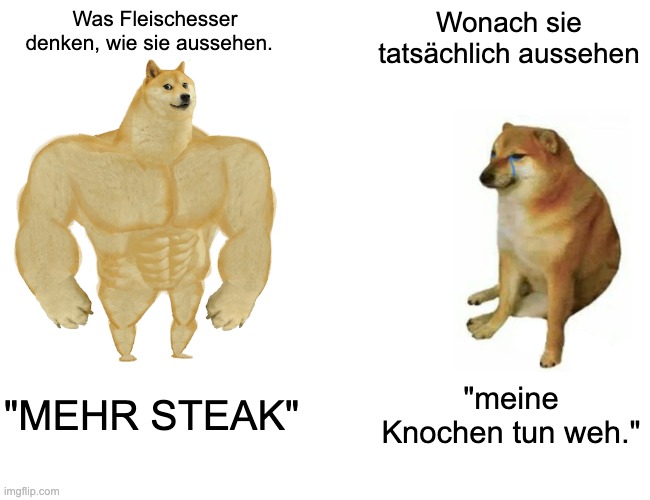 Was Fleischesser
denken, wie sie aussehen.
Wonach sie
tatsächlich aussehen
"MEHR STEAK"
"meine
Knochen tun weh."
imgflip.com